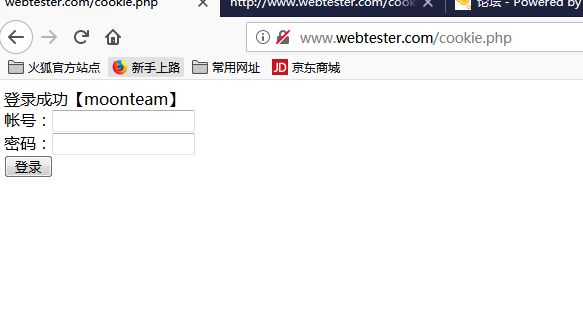 webtester.com/cookie.php
http://www.webtester.com/cook
论坛 - Powered by
www.webtester.com/cookie.php
火狐官方站点 新手上路 常用网址 JD 京东商城
登录成功【moonteam】
帐号：
密码：
登录